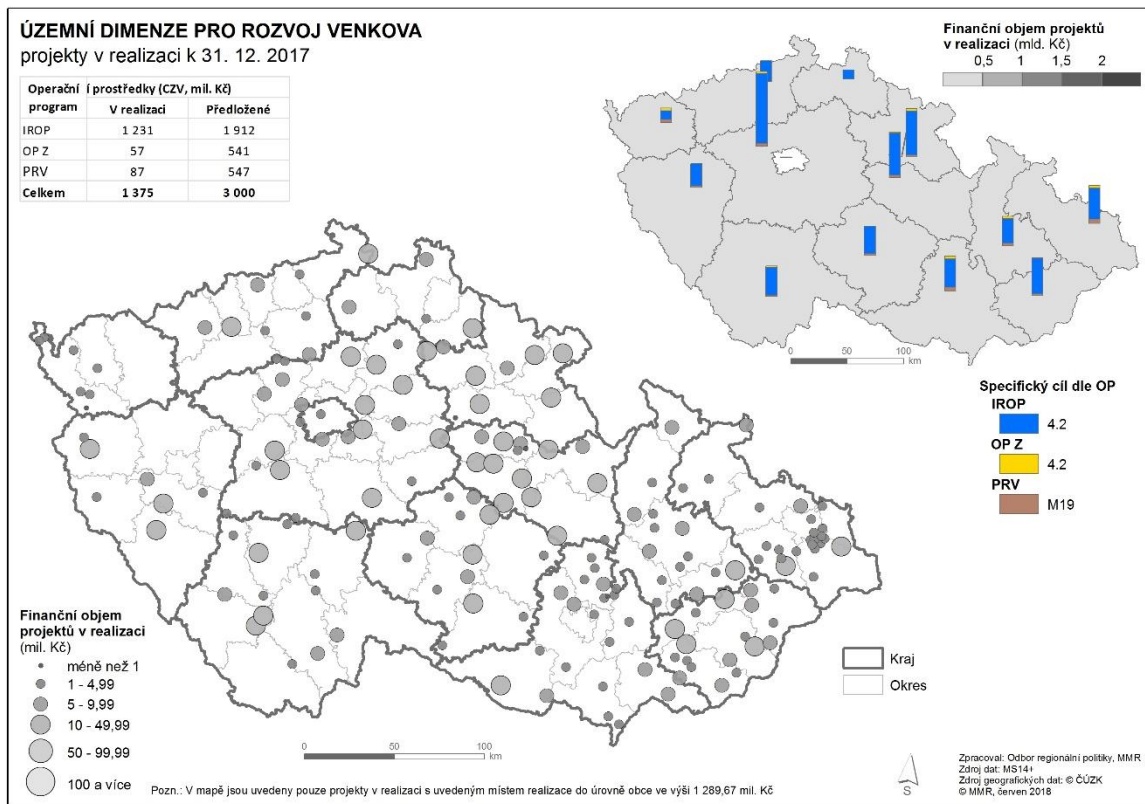 ÚZEMNÍ DIMENZE PRO ROZVOJ VENKOVA
projekty v realizaci k 31. 12. 2017
Operační program í prostředky (CZV, mil. Kč)
V realizaci Předložené
IROP 1 231 1 912
OP Z 57 541
PRV 87 547
Celkem 1 375 3 000
Finanční objem projektů
v realizaci (mld. Kč)
0,5 1 1,5 2
0 50 100
km
Specifický cíl dle OP
IROP
4.2
OP Z
4.2
PRV
M19
Finanční objem
projektů v realizaci
(mil. Kč)
méně než 1
1 - 4,99
5 - 9,99
10 - 49,99
50 - 99,99
100 a více
Kraj
Okres
0 50 100
km
Pozn.: V mapě jsou uvedeny pouze projekty v realizaci s uvedeným místem realizace do úrovně obce ve výši 1 289,67 mil. Kč
S
Zpracoval: Odbor regionální politiky, MMR
Zdroj dat: MS14+
Zdroj geografických dat: © ČÚZK
© MMR, červen 2018